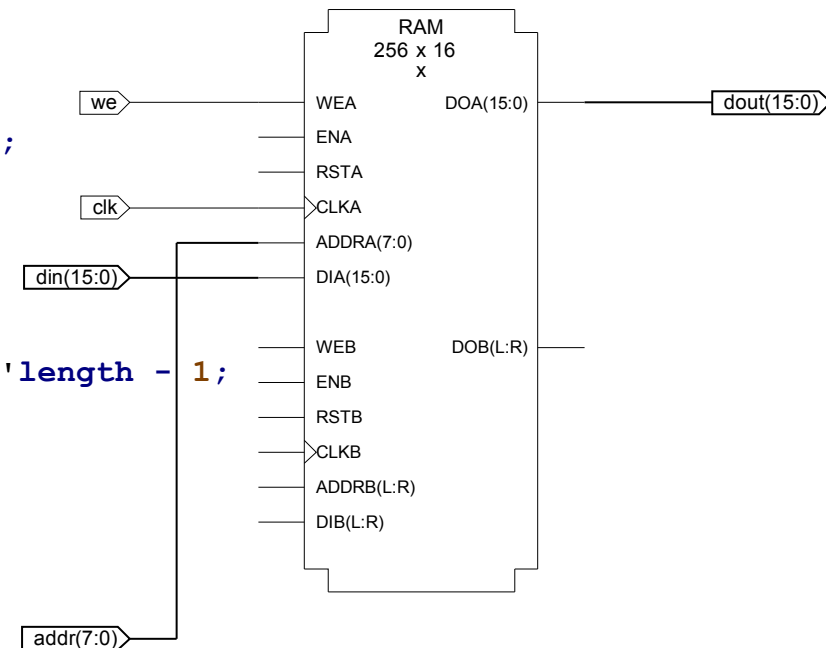 RAM
256 x 16
x
we
WEA
DOA(15:0)
dout(15:0)
;
ENA
RSTA
clk
CLKA
ADDRA(7:0)
din(15:0)
DIA(15:0)
WEB
DOB(L:R)
'length - 1;
ENB
RSTB
CLKB
ADDRB(L:R)
DIB(L:R)
addr(7:0)